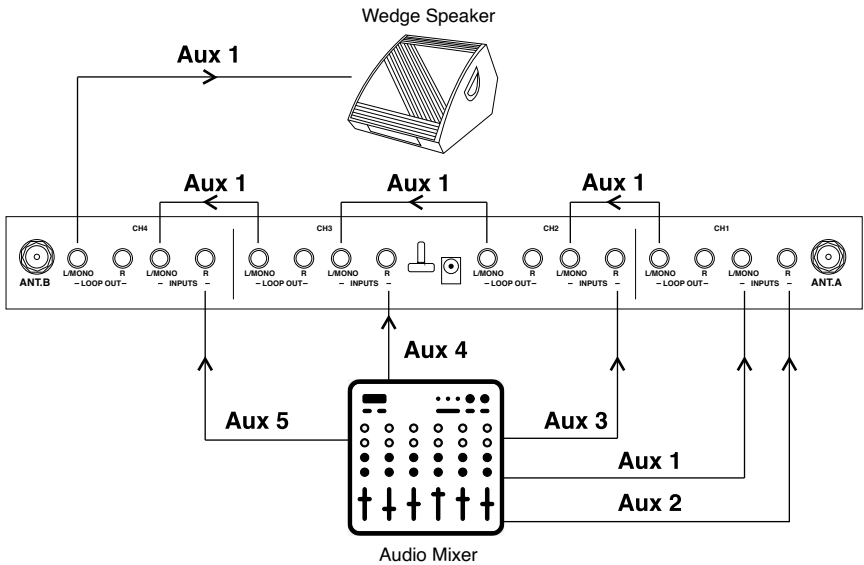 Wedge Speaker
Aux 1
Aux 1 Aux 1 Aux 1
CH4 CH3 CH2 CH1
L/MONO R L/MONO R L/MONO R L/MONO R L/MONO R L/MONO R L/MONO R L/MONO R
ANT.B – LOOP OUT – – INPUTS – – LOOP OUT – – INPUTS – – LOOP OUT – – INPUTS – – LOOP OUT – – INPUTS – ANT.A
Aux 4
Aux 5 Aux 3
Aux 1
Aux 2
Audio Mixer